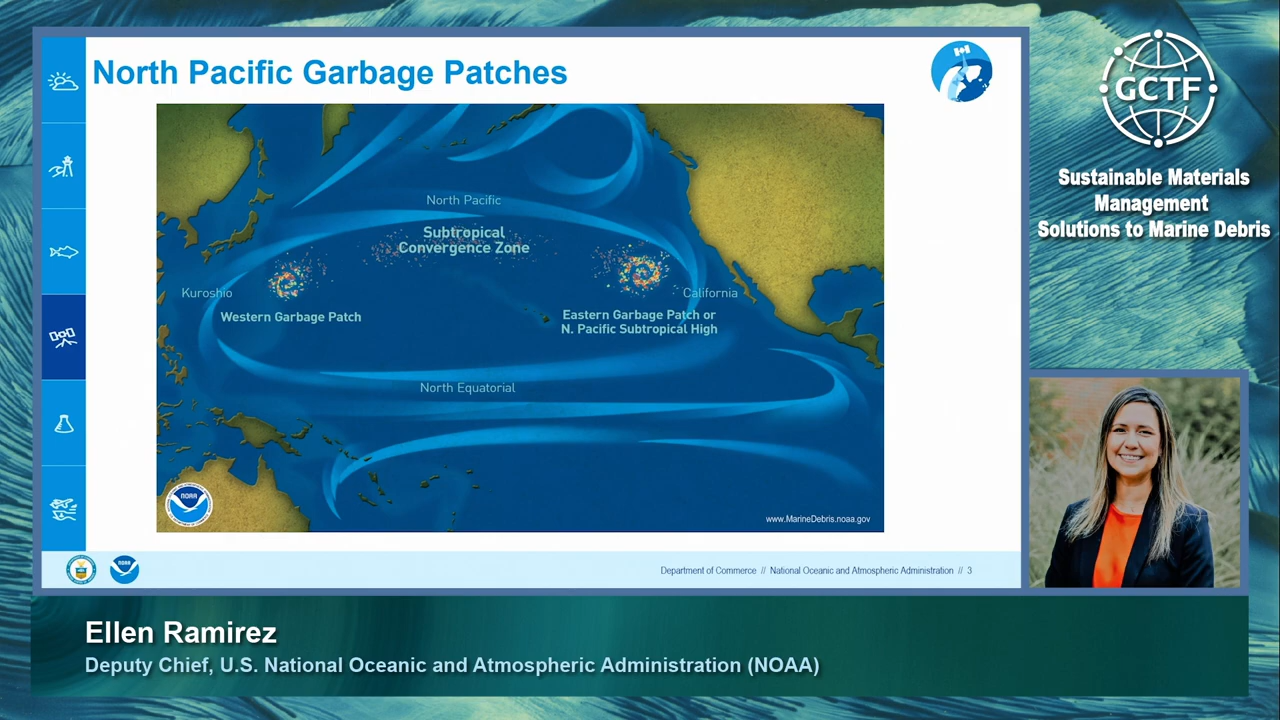 North Pacific Garbage Patches
North Pacific
Subtropical
Convergence Zone
Kuroshio
California
Western Garbage Patch
Eastern Garbage Patch or
N. Pacific Subtropical High
North Equatorial
NOAA
www.MarineDebris.noaa.gov
NOAA
Department of Commerce // National Oceanic and Atmospheric Administration // 3
GCTF
Sustainable Materials
Management
Solutions to Marine Debris
Ellen Ramirez
Deputy Chief, U.S. National Oceanic and Atmospheric Administration (NOAA)